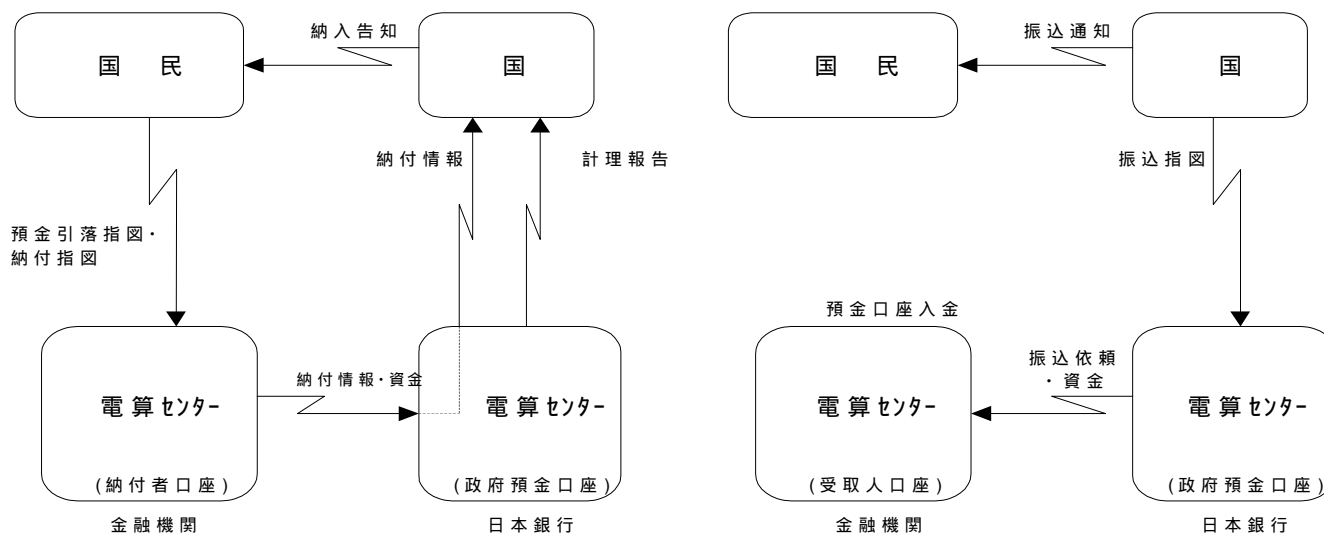 納入告知
国 民
国
納付情報
計理報告
預金引落指図・
納付指図
納付情報・資金
電算センター
電算センター
(納付者口座)
(政府預金口座)
金融機関
日本銀行
振込通知
国 民
国
振込指図
預金口座入金
振込依頼
・資金
電算センター
電算センター
(受取人口座)
(政府預金口座)
金融機関
日本銀行